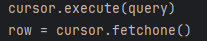 cursor.execute(query)
row = cursor.fetchone()